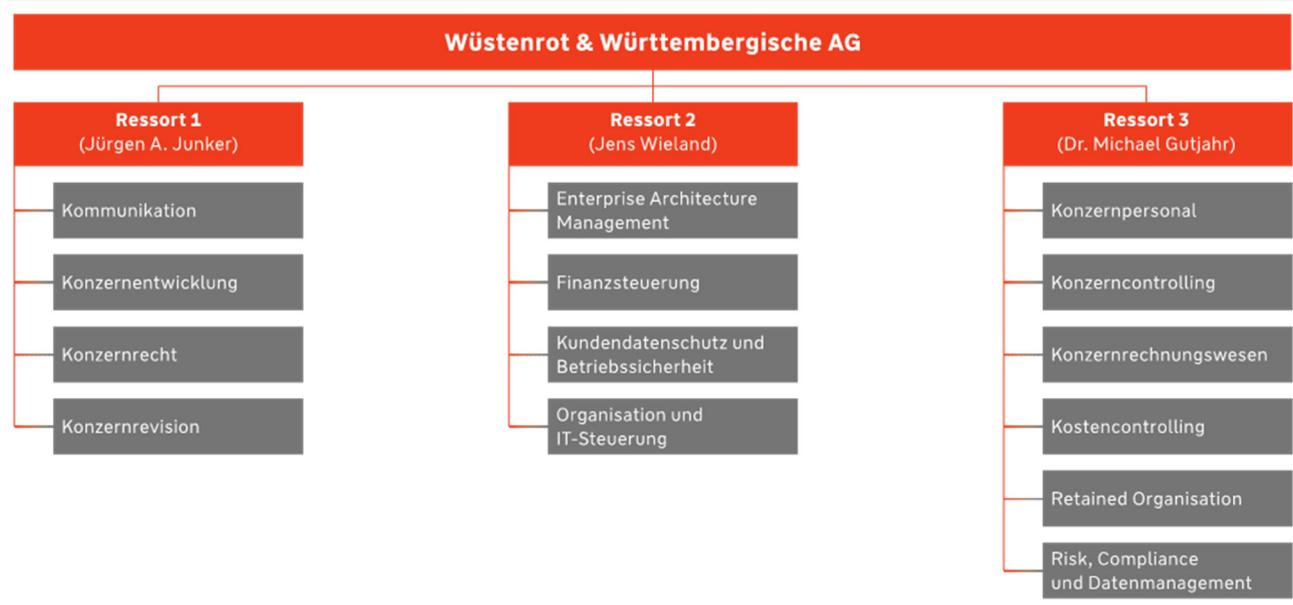 Wüstenrot & Württembergische AG
Ressort 1
(Jürgen A. Junker)
Kommunikation
Konzernentwicklung
Konzernrecht
Konzernrevision
Ressort 2
(Jens Wieland)
Enterprise Architecture
Management
Finanzsteuerung
Kundendatenschutz und
Betriebssicherheit
Organisation und
IT-Steuerung
Ressort 3
(Dr. Michael Gutjahr)
Konzernpersonal
Konzerncontrolling
Konzernrechnungswesen
Kostencontrolling
Retained Organisation
Risk, Compliance
und Datenmanagement